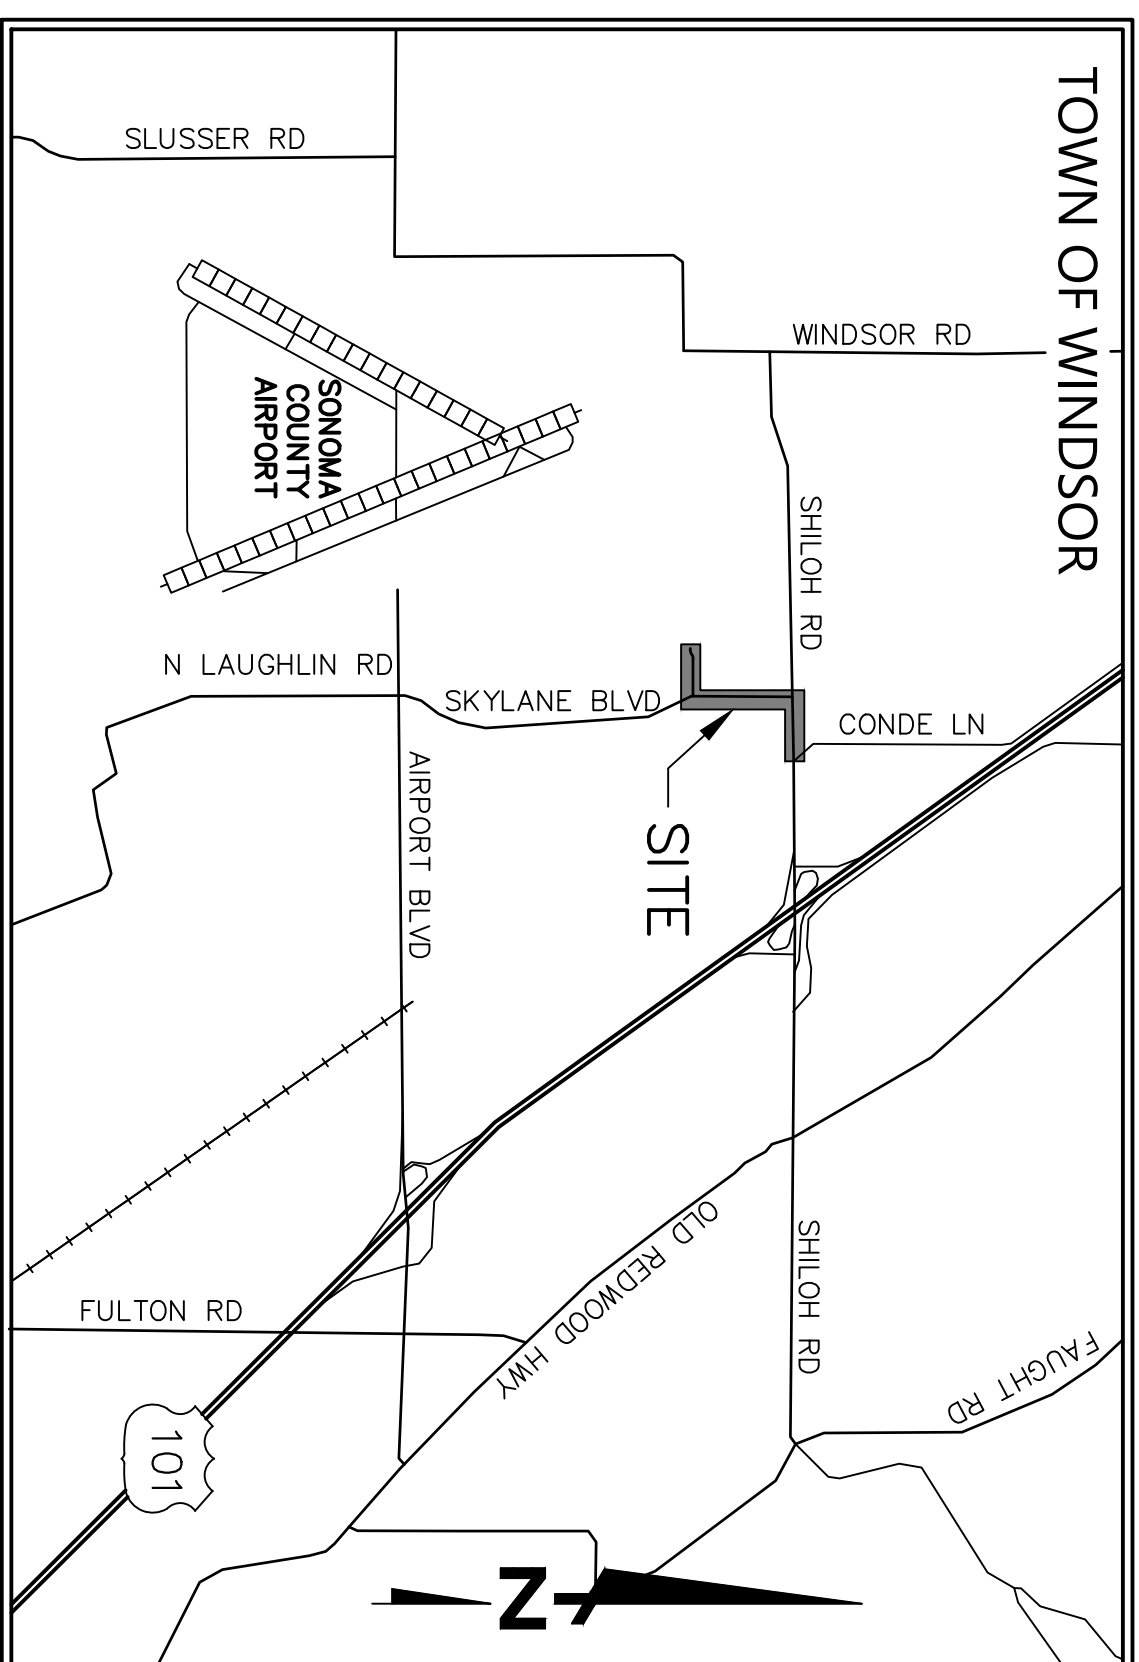 TOWN OF WINDSOR
SLUSSER RD
WINDSOR RD
SONOMA
COUNTY
AIRPORT
SHILOH RD
N LAUGHLIN RD
SKYLANE BLVD
CONDE LN
SITE
AIRPORT BLVD
OLD REDWOOD HWY
SHILOH RD
FAUGHT RD
FULTON RD
101
N